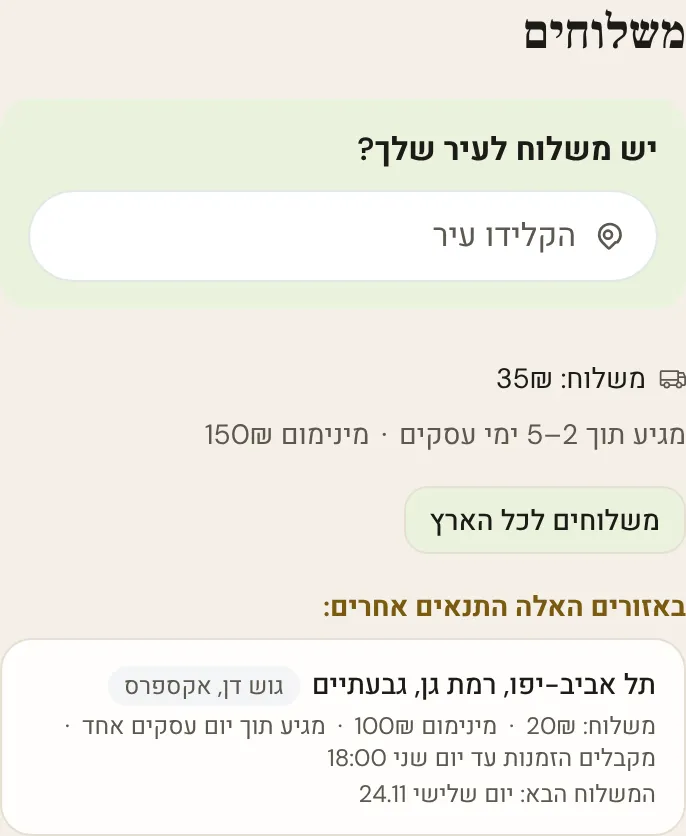 משלוחים
יש משלוח לעיר שלך?
הקלידו עיר
משלוח: ₪35
מגיע תוך 2–5 ימי עסקים · מינימום ₪150
משלוחים לכל הארץ
באזורים האלה התנאים אחרים:
תל אביב-יפו, רמת גן, גבעתיים גוש דן, אקספרס
משלוח: ₪20 · מינימום ₪100 · מגיע תוך יום עסקים אחד ·
מקבלים הזמנות עד יום שני 18:00
המשלוח הבא: יום שלישי 24.11